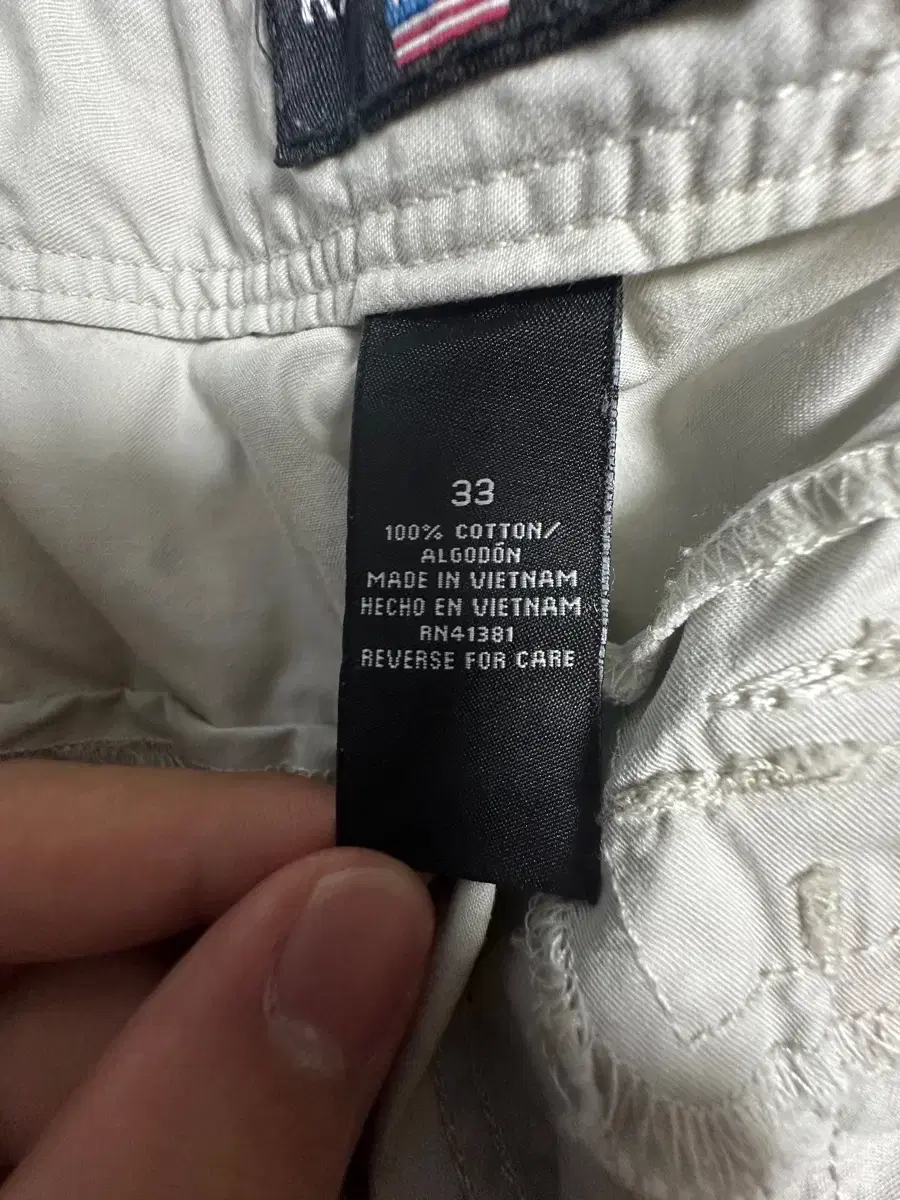 33
100% COTTON/
ALGODÓN
MADE IN VIETNAM
HECHO EN VIETNAM
RN41381
REVERSE FOR CARE